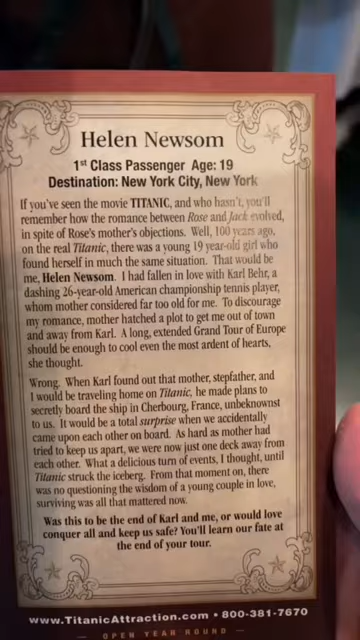 Helen Newsom
1st Class Passenger Age: 19
Destination: New York City, New York
If you've seen the movie TITANIC, and who hasn't, you'll
remember how the romance between Rose and Jack evolved,
in spite of Rose's mother's objections. Well, 100 years ago,
on the real Titanic, there was a young 19 year-old girl who
found herself in much the same situation. That would be
me, Helen Newsom. I had fallen in love with Karl Behr, a
dashing 26-year-old American championship tennis player,
whom mother considered far too old for me. To discourage
my romance, mother hatched a plot to get me out of town
and away from Karl. A long, extended Grand Tour of Europe
should be enough to cool even the most ardent of hearts,
she thought.
Wrong. When Karl found out that mother, stepfather, and
I would be traveling home on Titanic, he made plans to
secretly board the ship in Cherbourg, France, unbeknownst
to us. It would be a total surprise when we accidentally
came upon each other on board. As hard as mother had
tried to keep us apart, we were now just one deck away from
each other. What a delicious turn of events, I thought, until
Titanic struck the iceberg. From that moment on, there
was no questioning the wisdom of a young couple in love,
surviving was all that mattered now.
Was this to be the end of Karl and me, or would love
conquer all and keep us safe? You'll learn our fate at
the end of your tour.
www.TitanicAttraction.com • 800-381-7670
— OPEN YEAR ROUND —